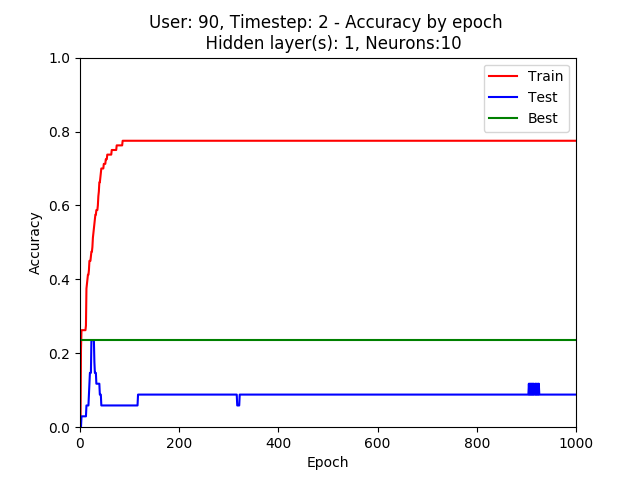 User: 90, Timestep: 2 - Accuracy by epoch
Hidden layer(s): 1, Neurons:10
1.0
0.8
0.6
0.4
0.2
0.0
Accuracy
Train
Test
Best
0 200 400 600 800 1000
Epoch